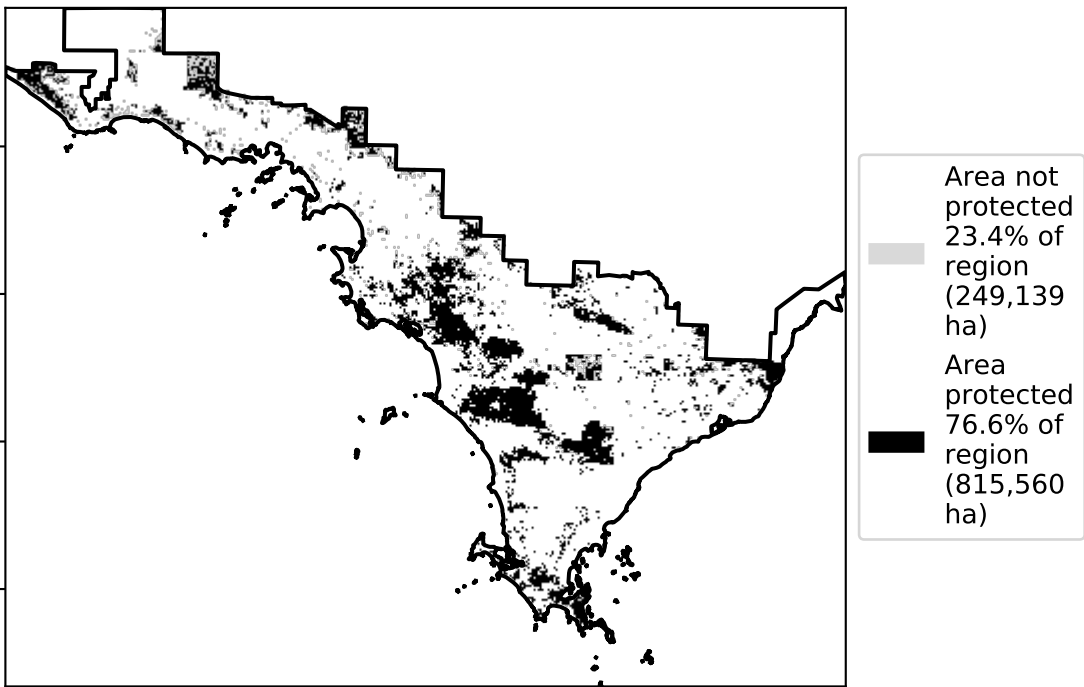 Area not
protected
23.4% of
region
(249,139
ha)
Area
protected
76.6% of
region
(815,560
ha)